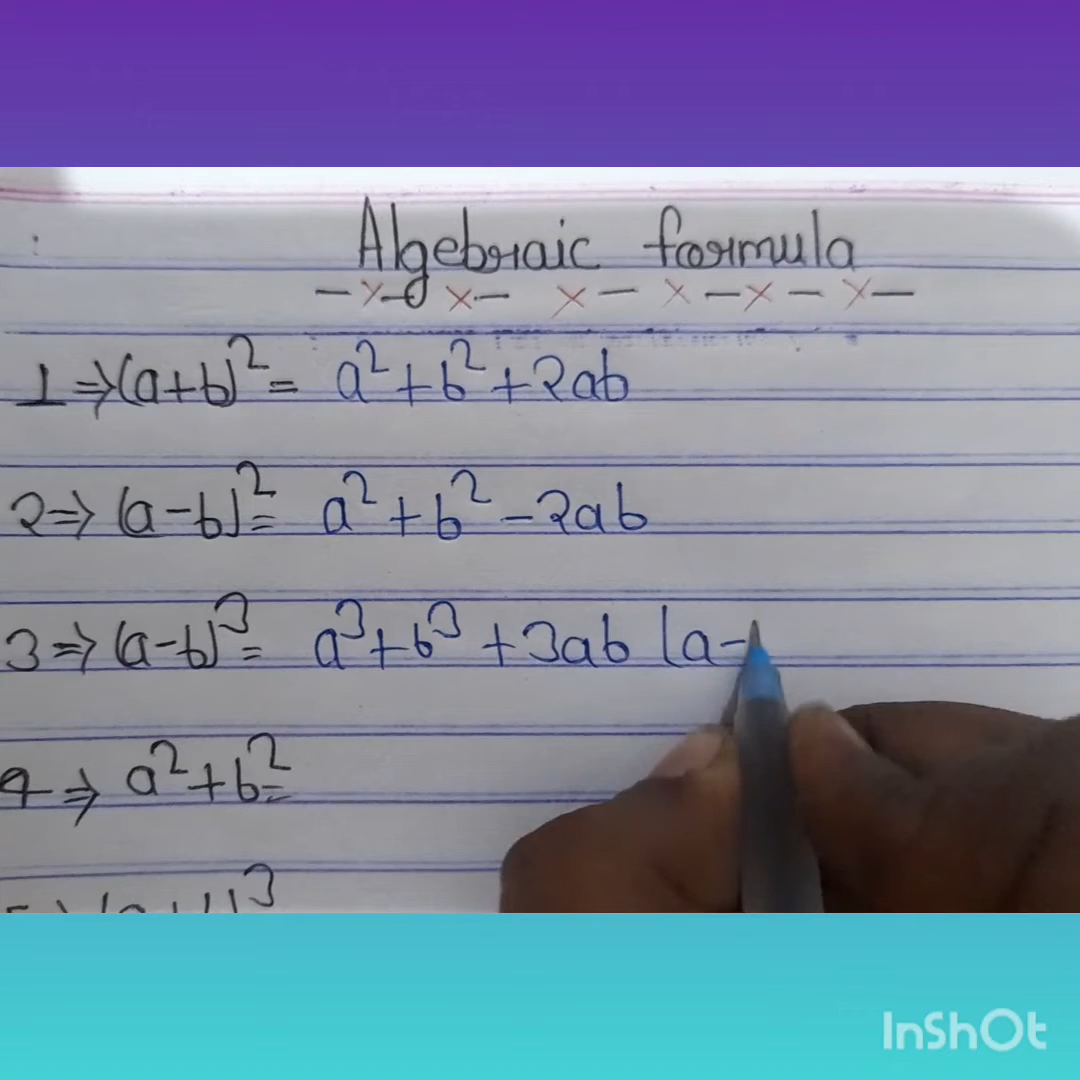 Algebraic formula
1⇒(a+b)²= a²+b²+2ab
2⇒(a-b)²= a²+b²-2ab
3⇒(a-b)³= a³+b³+3ab (a-
4⇒ a²+b²=
InShOt